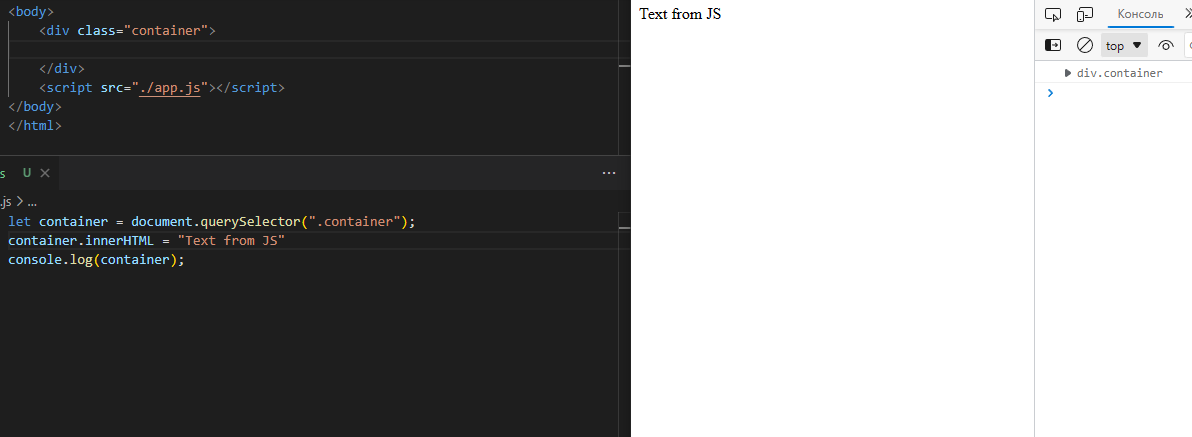 <body>
<div class="container">
</div>
<script src="./app.js"></script>
</body>
</html>
s U
.js > ...
let container = document.querySelector(".container");
container.innerHTML = "Text from JS"
console.log(container);
Text from JS
Консоль
top
div.container